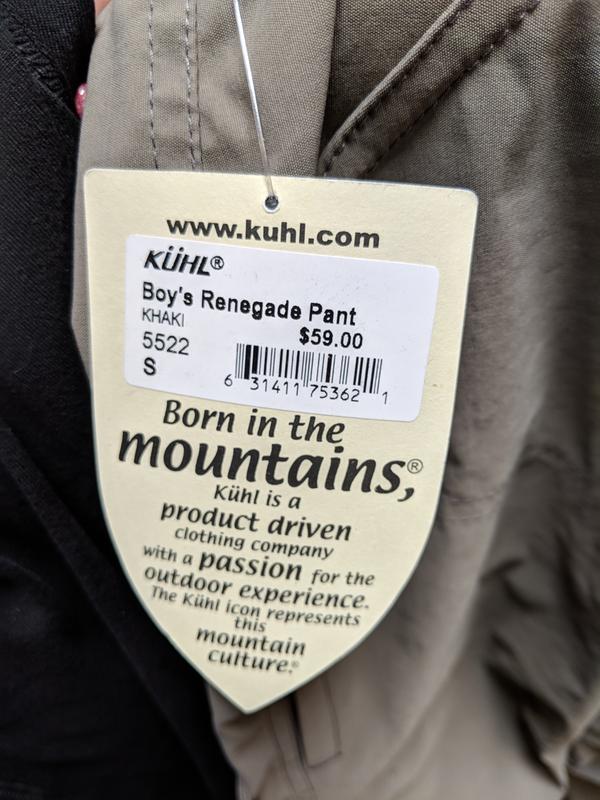 www.kuhl.com
KÜHL®
Boy's Renegade Pant
KHAKI
$59.00
5522
S
6 31411 75362 1
Born in the
mountains,®
Kühl is a
product driven
clothing company
with a passion for the
outdoor experience.
The Kühl icon represents
this
mountain
culture.®